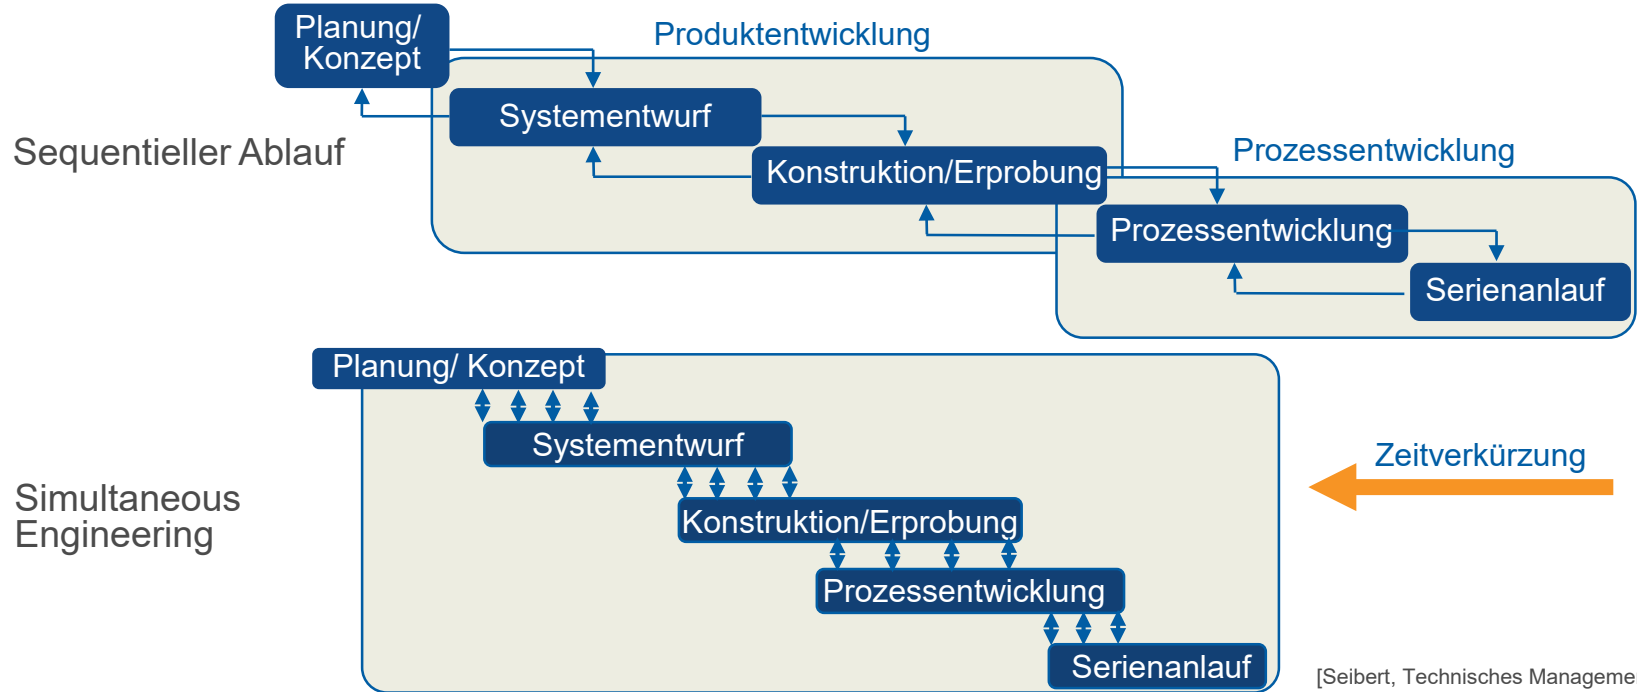 Planung/
Konzept
Produktentwicklung
Systementwurf
Sequentieller Ablauf
Konstruktion/Erprobung
Prozessentwicklung
Prozessentwicklung
Serienanlauf
Planung/ Konzept
Systementwurf
Zeitverkürzung
Simultaneous
Engineering
Konstruktion/Erprobung
Prozessentwicklung
Serienanlauf
[Seibert, Technisches Manageme